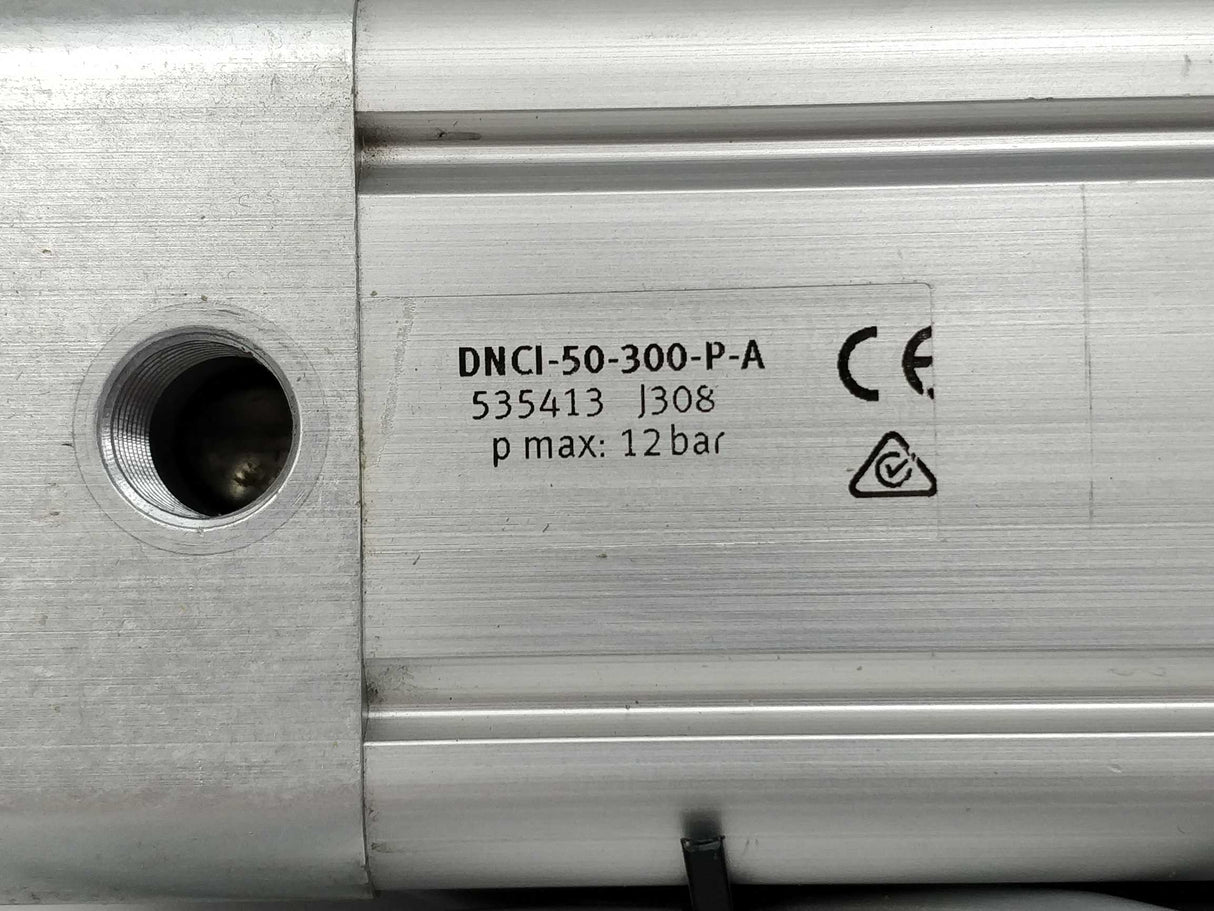 DNCI-50-300-P-A
535413 J308
p max: 12 bar
CE